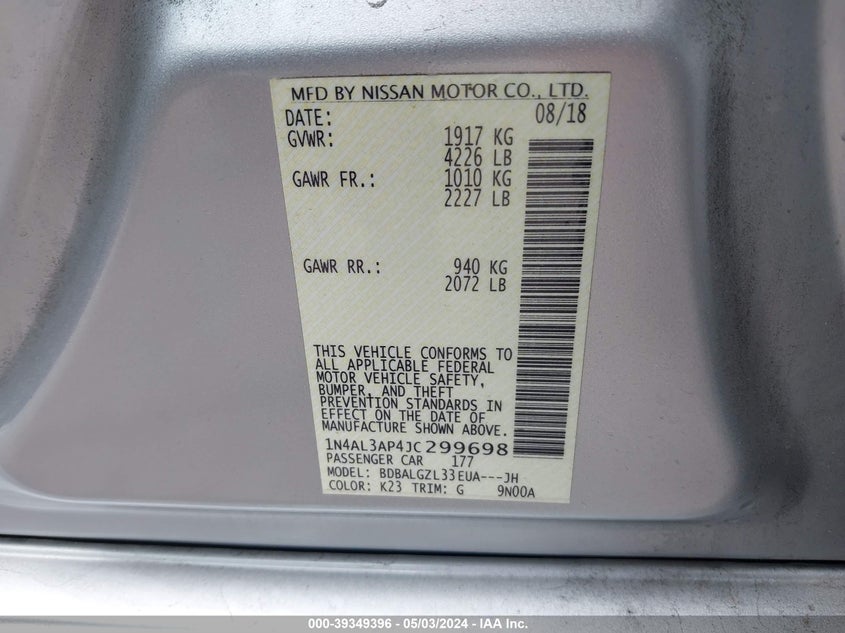 MFD BY NISSAN MOTOR CO., LTD.
DATE: 08/18
GVWR: 1917 KG
4226 LB
GAWR FR.: 1010 KG
2227 LB
GAWR RR.: 940 KG
2072 LB
THIS VEHICLE CONFORMS TO
ALL APPLICABLE FEDERAL
MOTOR VEHICLE SAFETY,
BUMPER, AND THEFT
PREVENTION STANDARDS IN
EFFECT ON THE DATE OF
MANUFACTURE SHOWN ABOVE.
1N4AL3AP4JC299698
PASSENGER CAR 177
MODEL: BDBALGZL33EUA---JH
COLOR: K23 TRIM: G 9N00A
000-39349396 - 05/03/2024 - IAA Inc.